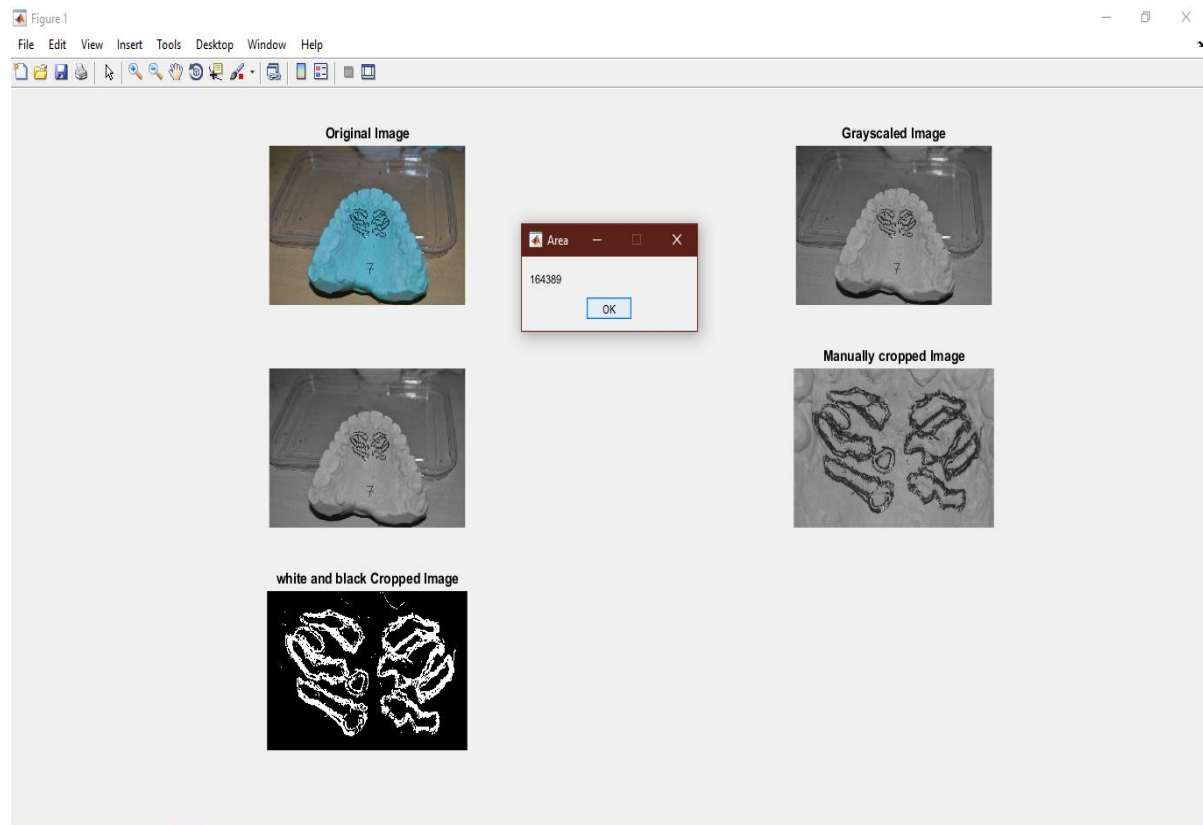 Figure 1
File Edit View Insert Tools Desktop Window Help
Original Image
Grayscaled Image
7
7
Area
164389
OK
Manually cropped Image
7
white and black Cropped Image